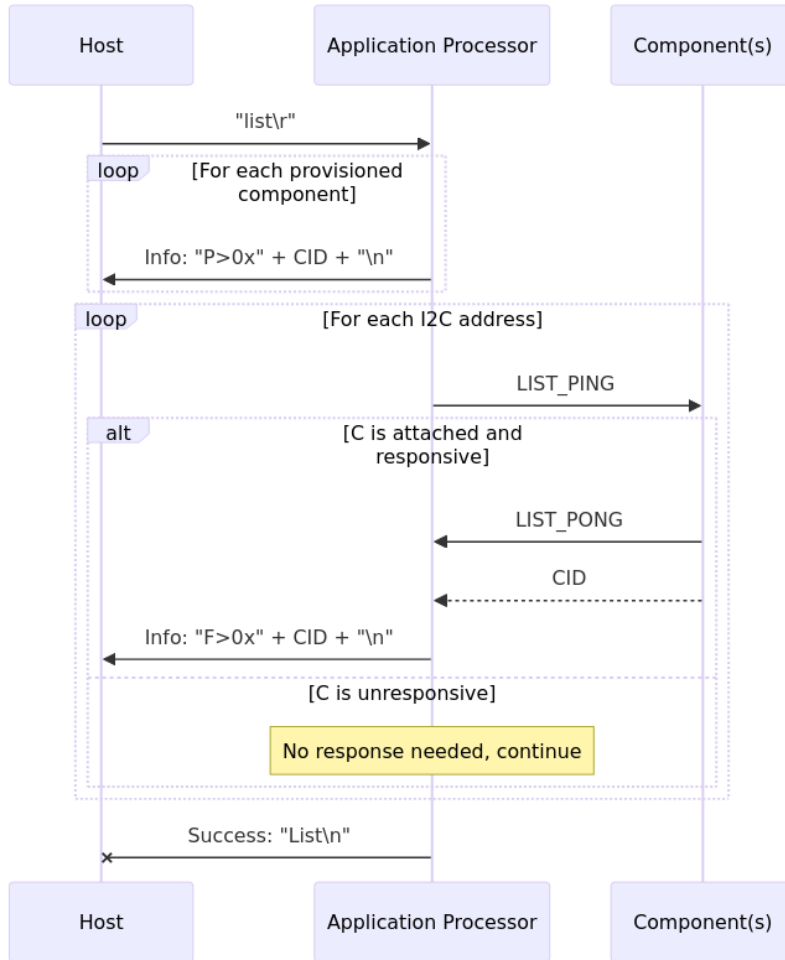 Host
Application Processor
Component(s)
"list\r"
loop
[For each provisioned
component]
Info: "P>0x" + CID + "\n"
loop
[For each I2C address]
LIST_PING
alt
[C is attached and
responsive]
LIST_PONG
CID
Info: "F>0x" + CID + "\n"
[C is unresponsive]
No response needed, continue
Success: "List\n"
Host
Application Processor
Component(s)